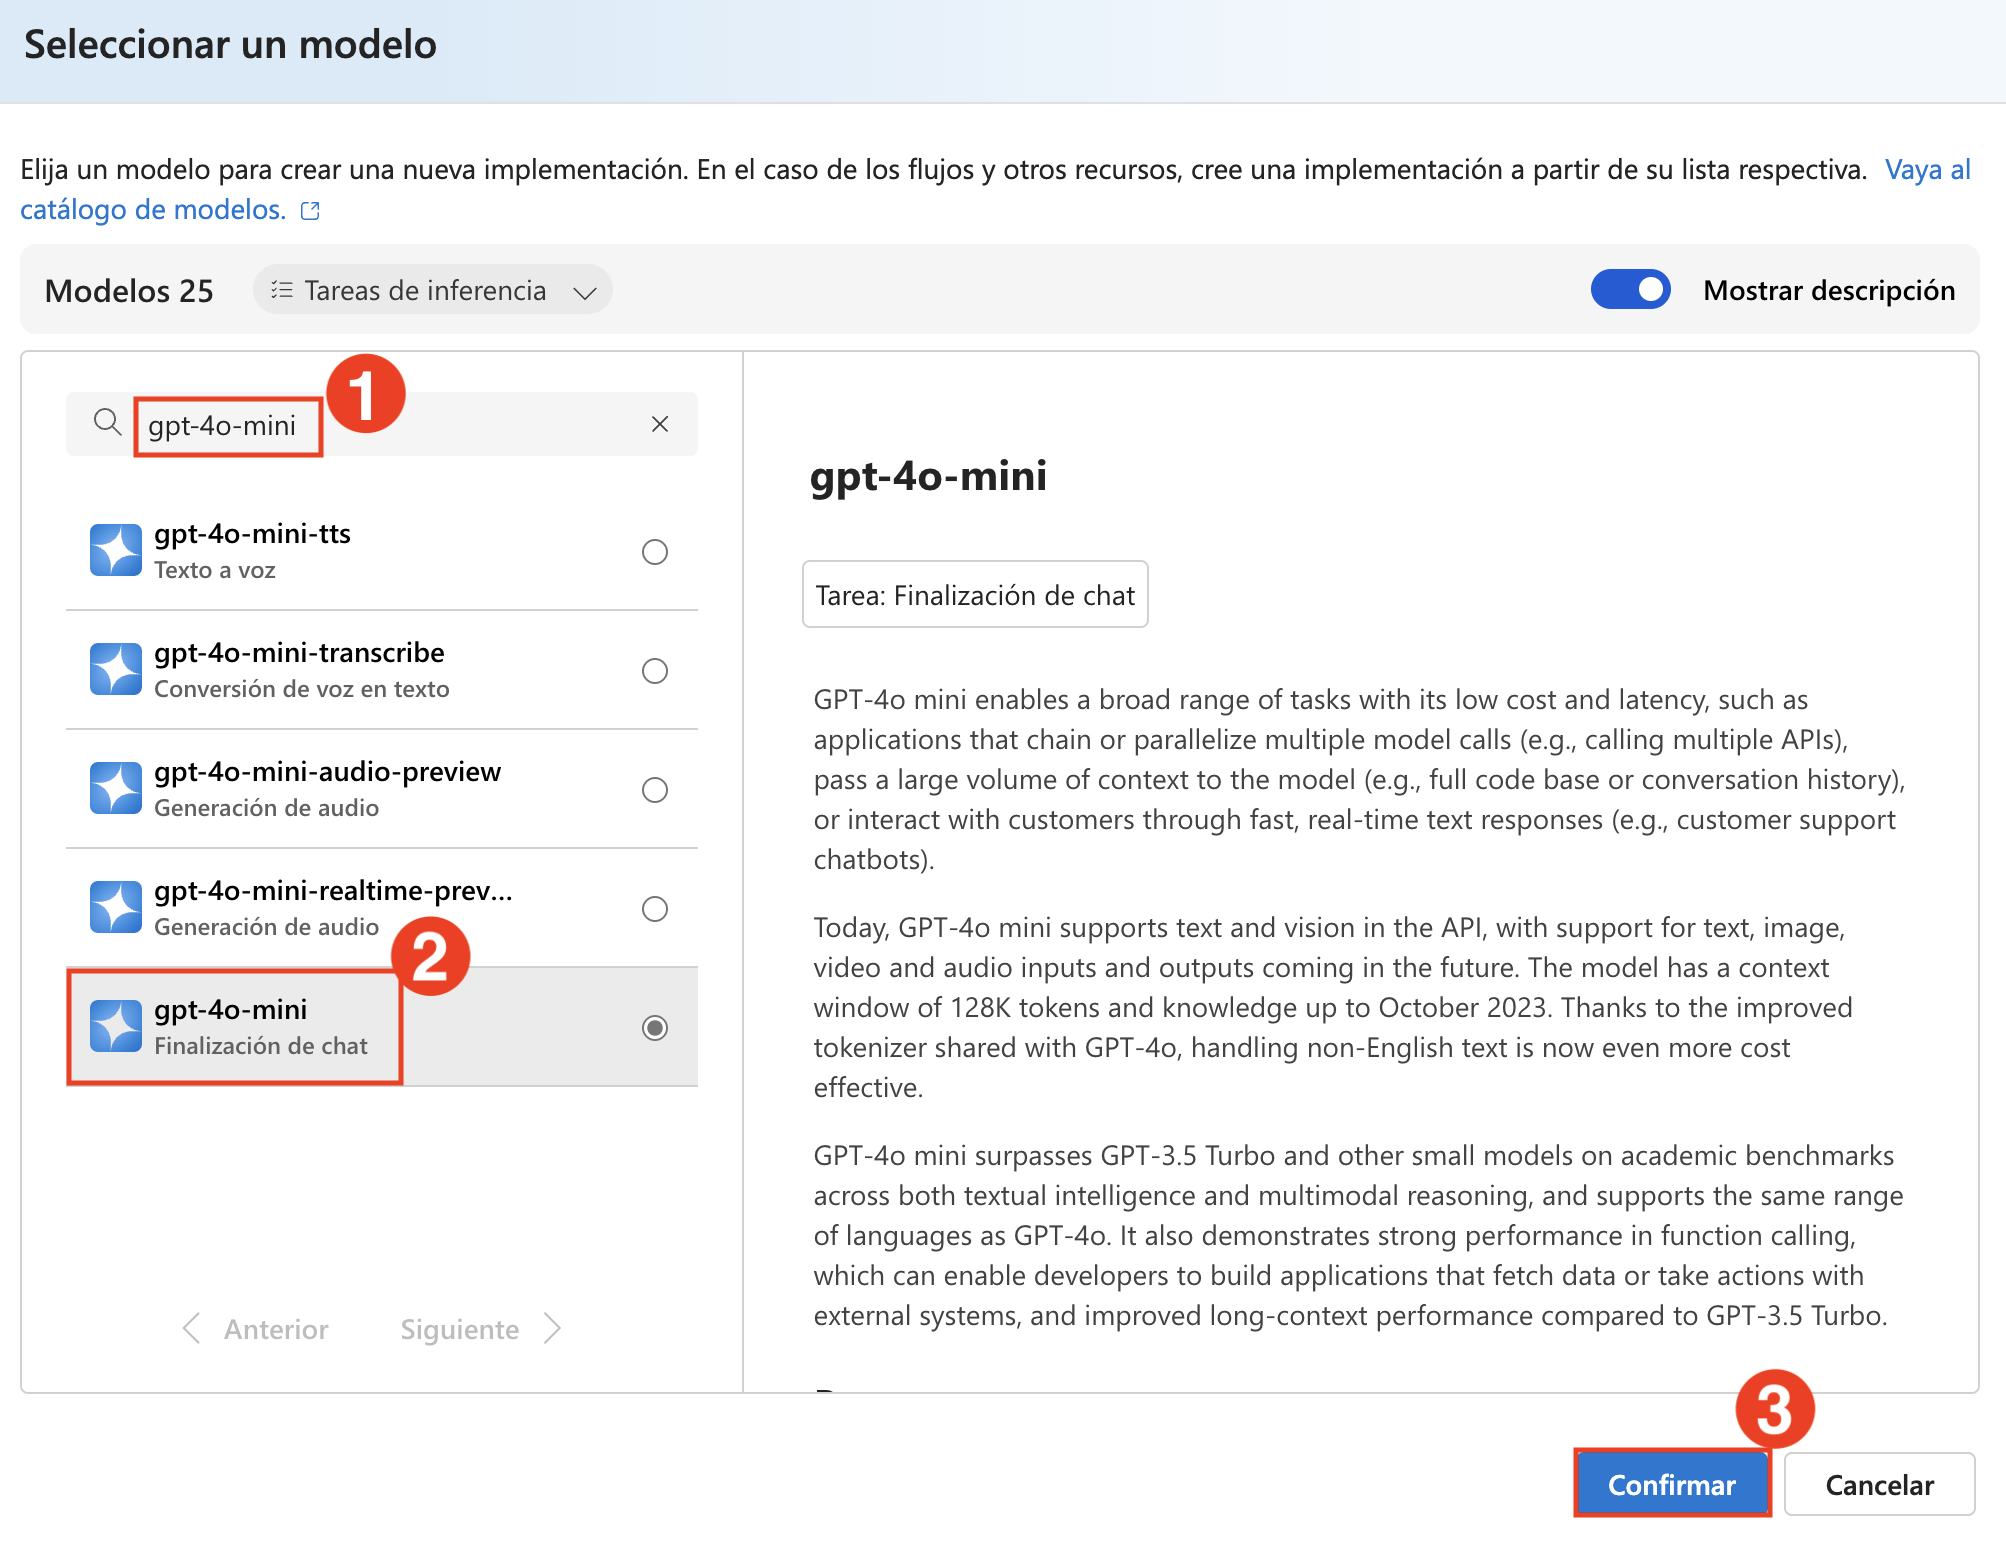 Seleccionar un modelo
Elija un modelo para crear una nueva implementación. En el caso de los flujos y otros recursos, cree una implementación a partir de su lista respectiva. Vaya al
catálogo de modelos.
Modelos 25
Tareas de inferencia
Mostrar descripción
gpt-4o-mini
1
gpt-4o-mini-tts
Texto a voz
gpt-4o-mini-transcribe
Conversión de voz en texto
gpt-4o-mini-audio-preview
Generación de audio
gpt-4o-mini-realtime-prev...
Generación de audio
2
gpt-4o-mini
Finalización de chat
Anterior
Siguiente
gpt-4o-mini
Tarea: Finalización de chat
GPT-4o mini enables a broad range of tasks with its low cost and latency, such as
applications that chain or parallelize multiple model calls (e.g., calling multiple APIs),
pass a large volume of context to the model (e.g., full code base or conversation history),
or interact with customers through fast, real-time text responses (e.g., customer support
chatbots).
Today, GPT-4o mini supports text and vision in the API, with support for text, image,
video and audio inputs and outputs coming in the future. The model has a context
window of 128K tokens and knowledge up to October 2023. Thanks to the improved
tokenizer shared with GPT-4o, handling non-English text is now even more cost
effective.
GPT-4o mini surpasses GPT-3.5 Turbo and other small models on academic benchmarks
across both textual intelligence and multimodal reasoning, and supports the same range
of languages as GPT-4o. It also demonstrates strong performance in function calling,
which can enable developers to build applications that fetch data or take actions with
external systems, and improved long-context performance compared to GPT-3.5 Turbo.
3
Confirmar
Cancelar